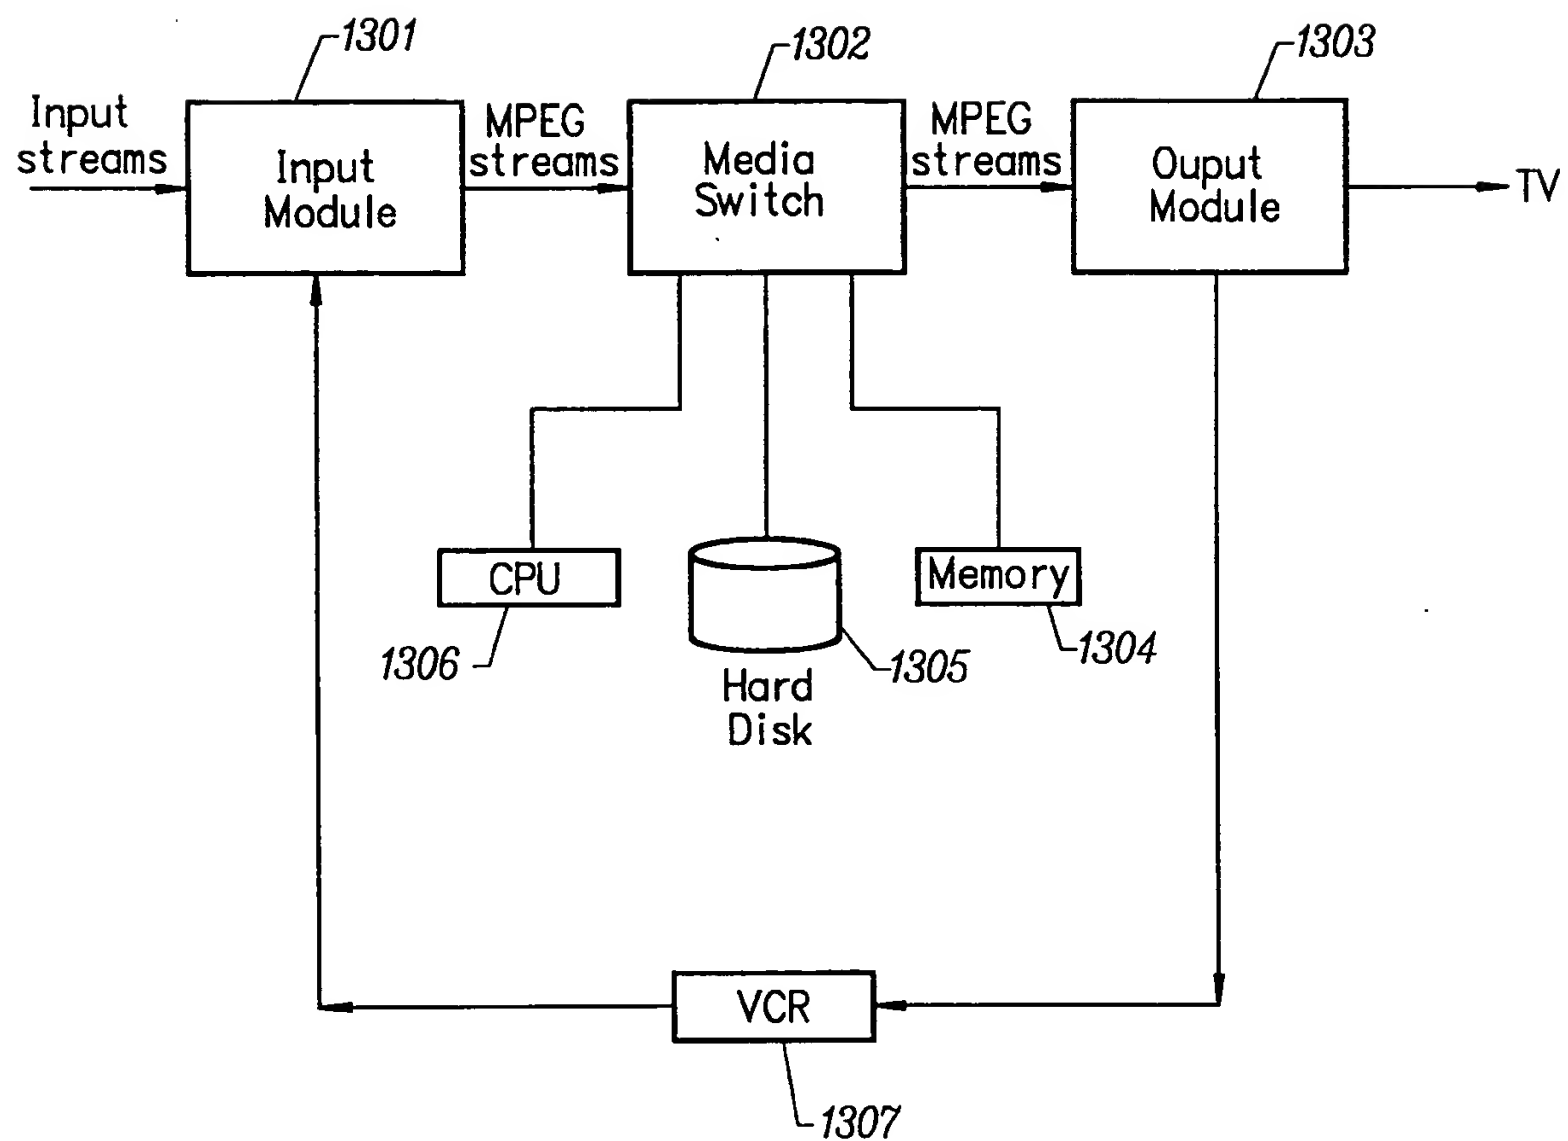 1301
1302
1303
Input
streams
Input
Module
MPEG
streams
Media
Switch
MPEG
streams
Ouput
Module
TV
CPU
Memory
1306
1305
1304
Hard
Disk
VCR
1307